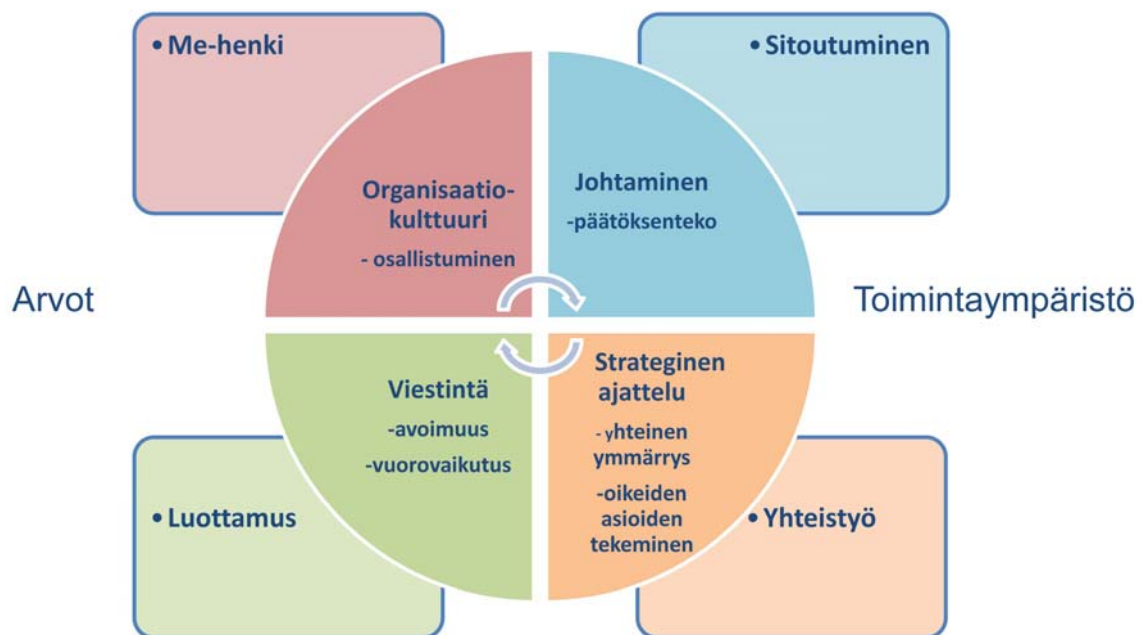 • Me-henki
• Sitoutuminen
Organisaatio-
kulttuuri
- osallistuminen
Johtaminen
-päätöksenteko
Arvot
Toimintaympäristö
Viestintä
-avoimuus
-vuorovaikutus
Strateginen
ajattelu
- yhteinen
ymmärrys
-oikeiden
asioiden
tekeminen
• Luottamus
• Yhteistyö